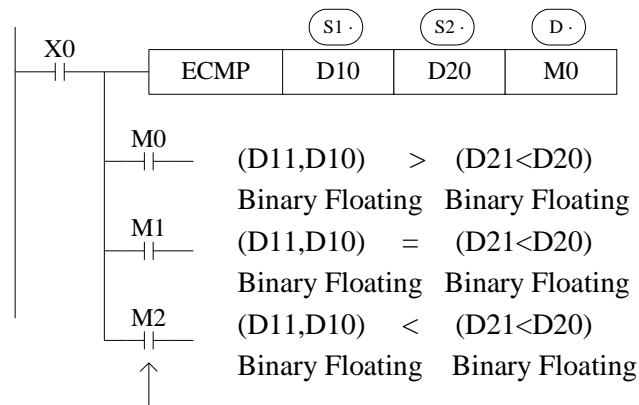 S1 · S2 · D ·
X0
ECMP D10 D20 M0
M0
(D11,D10) > (D21<D20)
Binary Floating Binary Floating
M1
(D11,D10) = (D21<D20)
Binary Floating Binary Floating
M2
(D11,D10) < (D21<D20)
Binary Floating Binary Floating